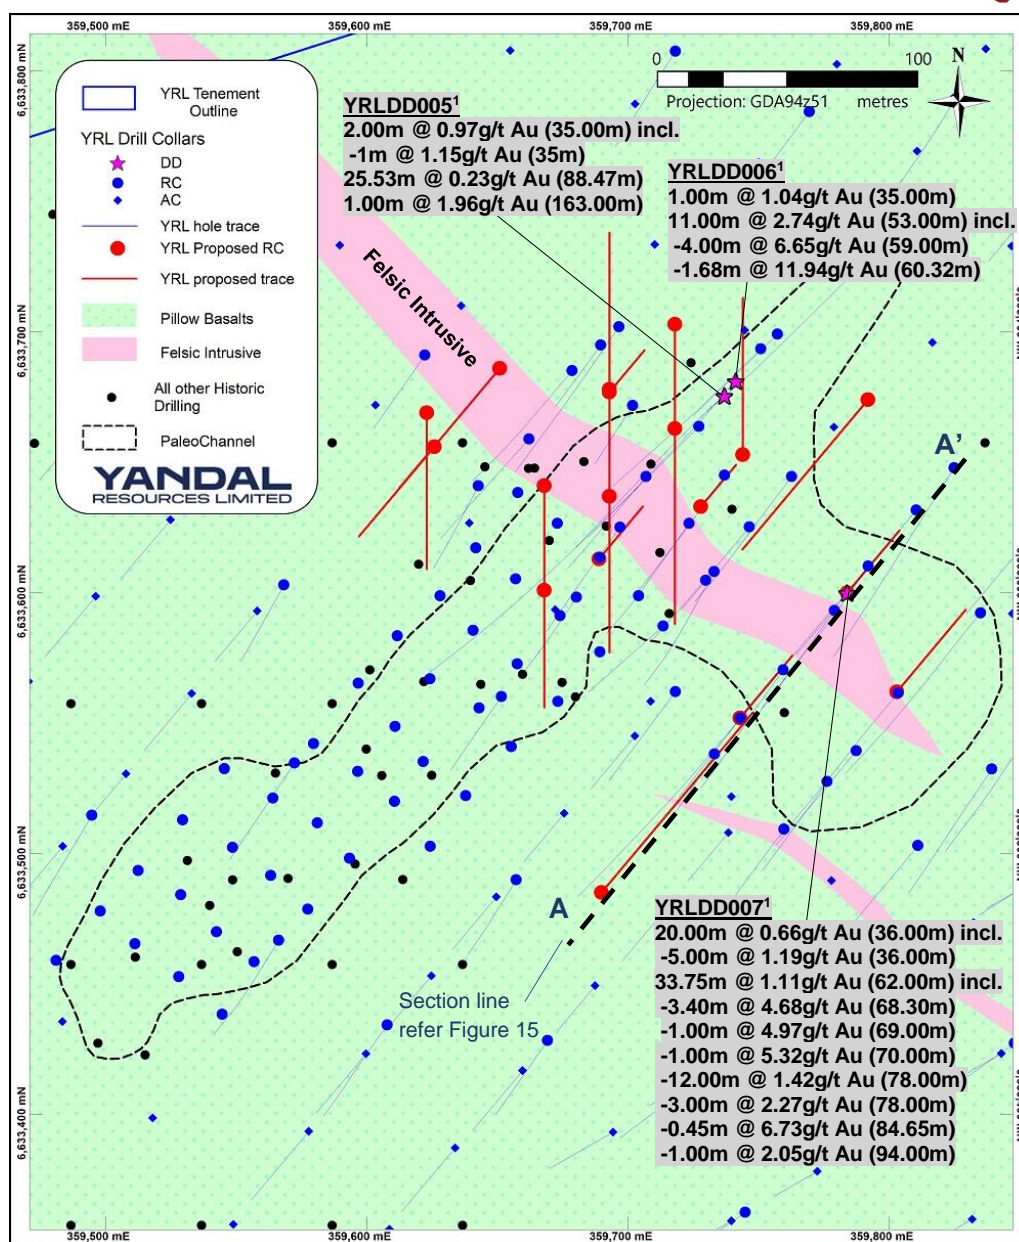 359,500 mE
359,600 mE
359,700 mE
359,800 mE
6,633,800 mN
6,633,700 mN
6,633,600 mN
6,633,500 mN
6,633,400 mN
0
100
Projection: GDA94z51
metres
N
YRL Tenement
Outline
YRL Drill Collars
DD
RC
AC
YRL hole trace
YRL Proposed RC
YRL proposed trace
Pillow Basalts
Felsic Intrusive
All other Historic
Drilling
PaleoChannel
YANDAL
RESOURCES LIMITED
YRLDD005¹
2.00m @ 0.97g/t Au (35.00m) incl.
-1m @ 1.15g/t Au (35m)
25.53m @ 0.23g/t Au (88.47m)
1.00m @ 1.96g/t Au (163.00m)
YRLDD006¹
1.00m @ 1.04g/t Au (35.00m)
11.00m @ 2.74g/t Au (53.00m) incl.
-4.00m @ 6.65g/t Au (59.00m)
-1.68m @ 11.94g/t Au (60.32m)
Felsic Intrusive
A'
A
Section line
refer Figure 15
YRLDD007¹
20.00m @ 0.66g/t Au (36.00m) incl.
-5.00m @ 1.19g/t Au (36.00m)
33.75m @ 1.11g/t Au (62.00m) incl.
-3.40m @ 4.68g/t Au (68.30m)
-1.00m @ 4.97g/t Au (69.00m)
-1.00m @ 5.32g/t Au (70.00m)
-12.00m @ 1.42g/t Au (78.00m)
-3.00m @ 2.27g/t Au (78.00m)
-0.45m @ 6.73g/t Au (84.65m)
-1.00m @ 2.05g/t Au (94.00m)
359,500 mE
359,600 mE
359,700 mE
359,800 mE